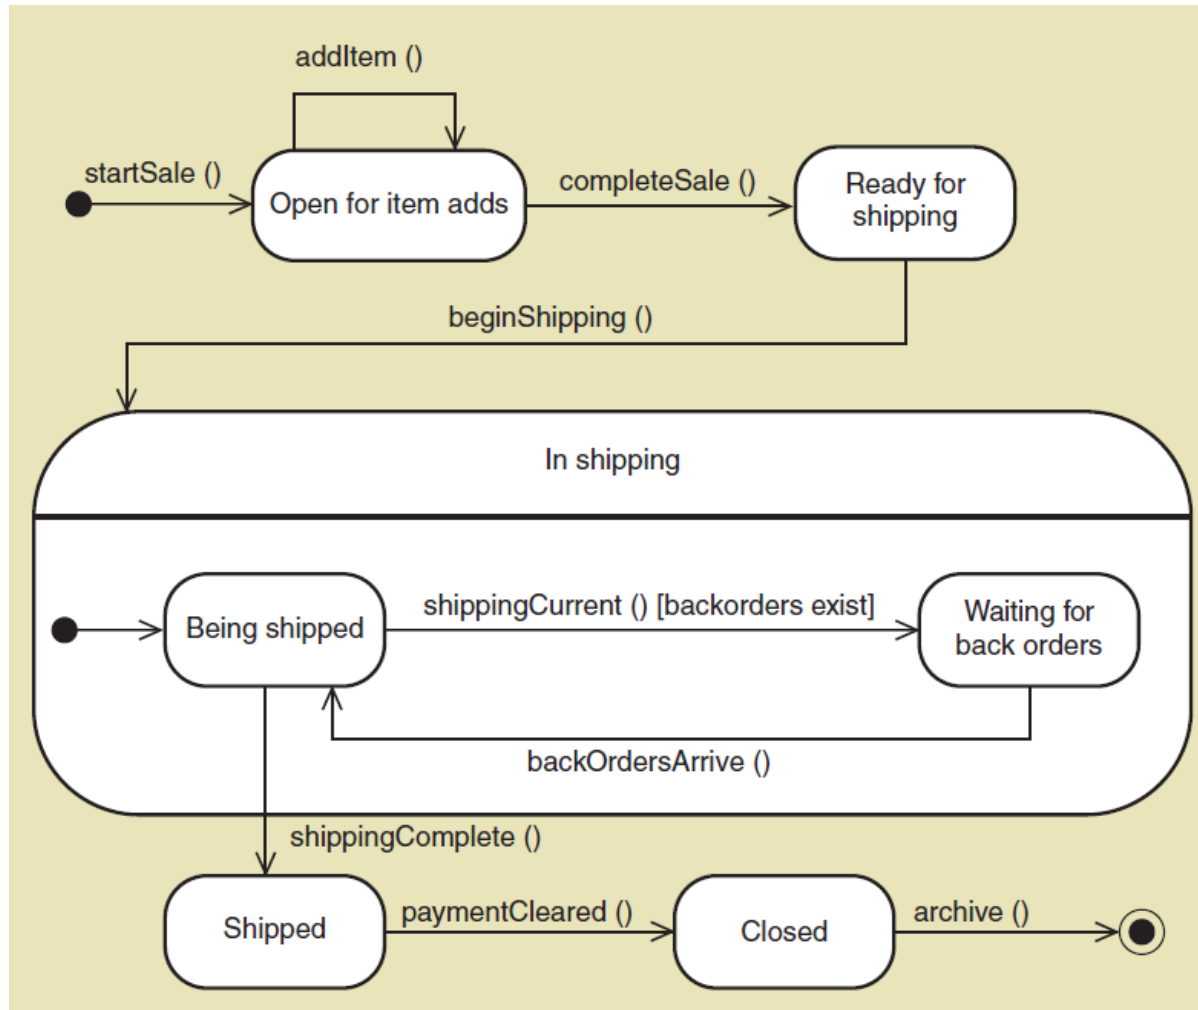 addItem ()
startSale ()
Open for item adds
completeSale ()
Ready for
shipping
beginShipping ()
In shipping
Being shipped
shippingCurrent () [backorders exist]
Waiting for
back orders
backOrdersArrive ()
shippingComplete ()
Shipped
paymentCleared ()
Closed
archive ()